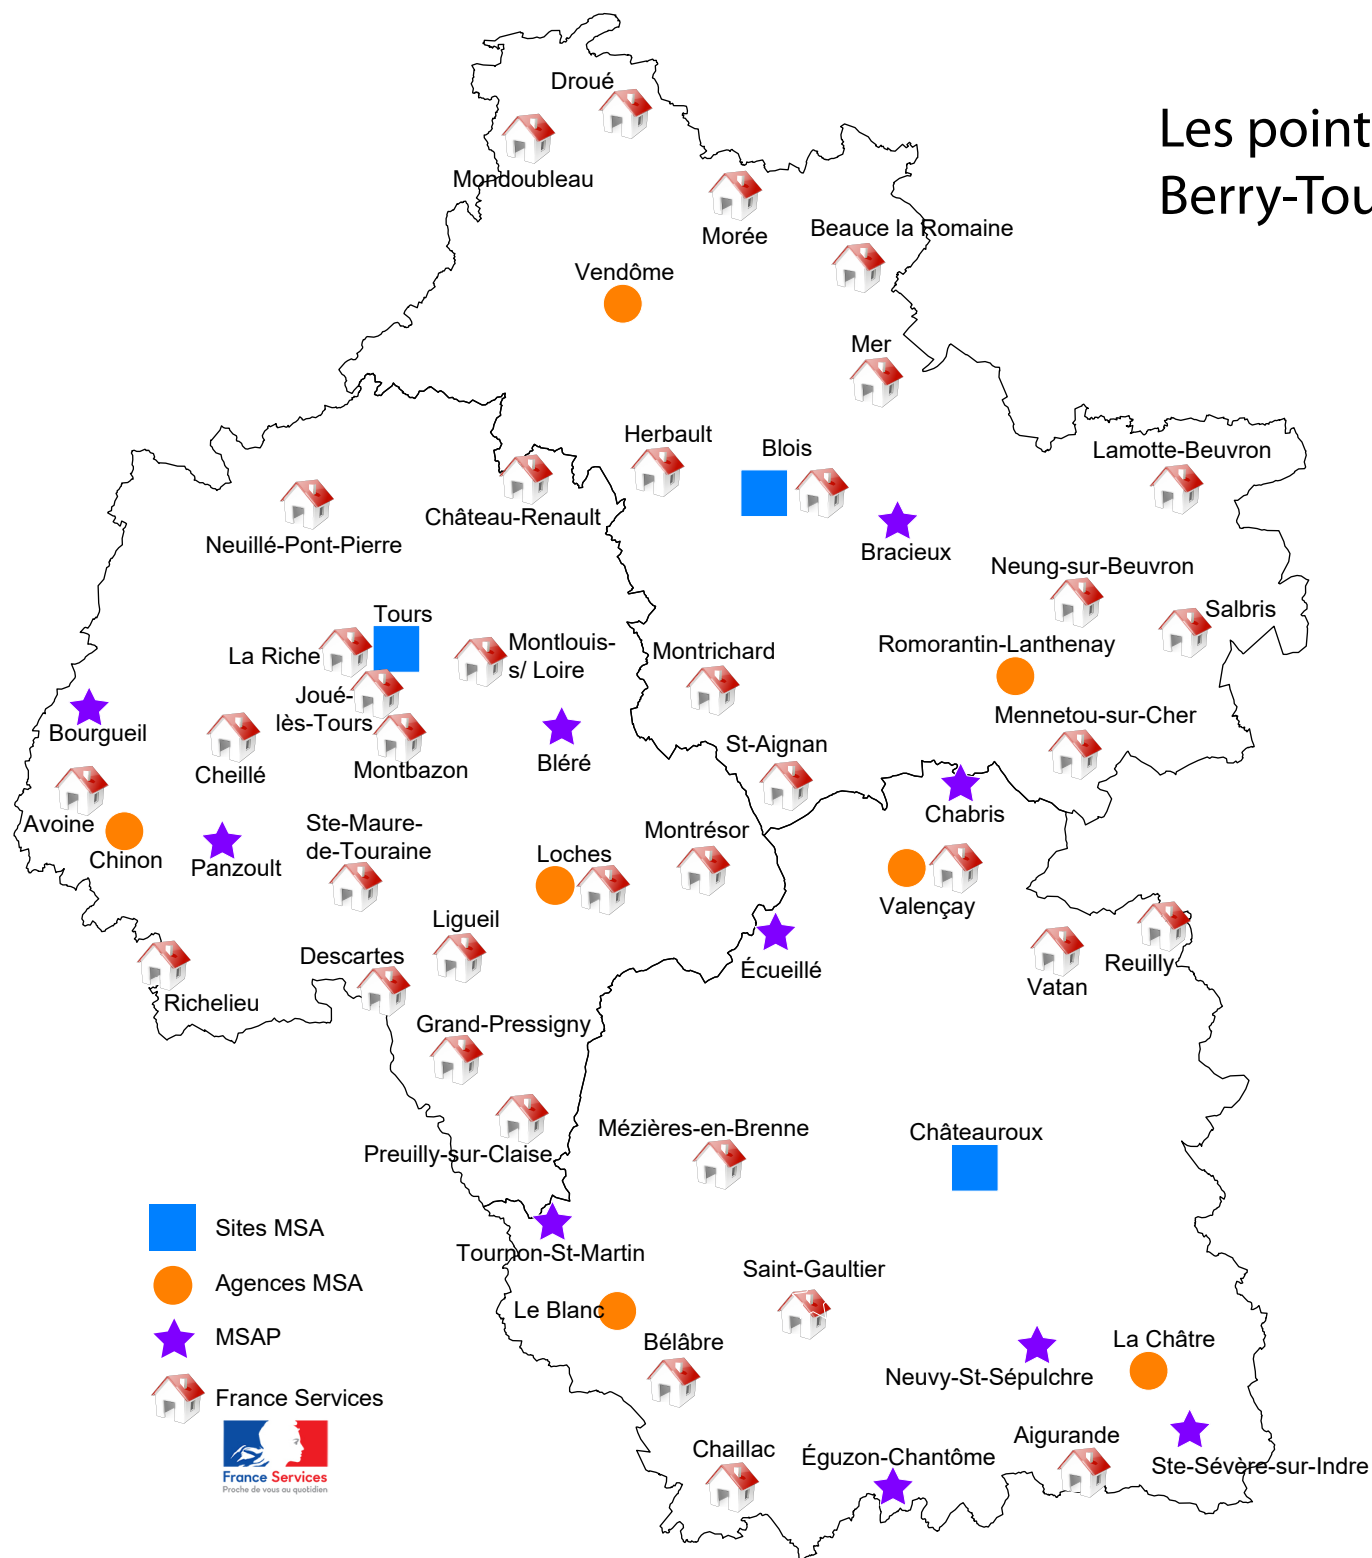 Les point
Berry-Tou
Droué
Mondoubleau
Morée
Beauce la Romaine
Vendôme
Mer
Herbault
Blois
Lamotte-Beuvron
Château-Renault
Neuillé-Pont-Pierre
Bracieux
Neung-sur-Beuvron
Salbris
Tours
La Riche
Montlouis-
s/ Loire
Montrichard
Romorantin-Lanthenay
Joué-
lès-Tours
Bourgueil
Cheillé
Montbazon
Bléré
St-Aignan
Mennetou-sur-Cher
Avoine
Chinon
Panzoult
Ste-Maure-
de-Touraine
Loches
Montrésor
Chabris
Valençay
Ligueil
Descartes
Richelieu
Écueillé
Vatan
Reuilly
Grand-Pressigny
Preuilly-sur-Claise
Mézières-en-Brenne
Châteauroux
Tournon-St-Martin
Le Blanc
Saint-Gaultier
Bélâbre
Neuvy-St-Sépulchre
La Châtre
Chaillac
Éguzon-Chantôme
Aigurande
Ste-Sévère-sur-Indre
Sites MSA
Agences MSA
MSAP
France Services
France Services
Proche de vous au quotidien